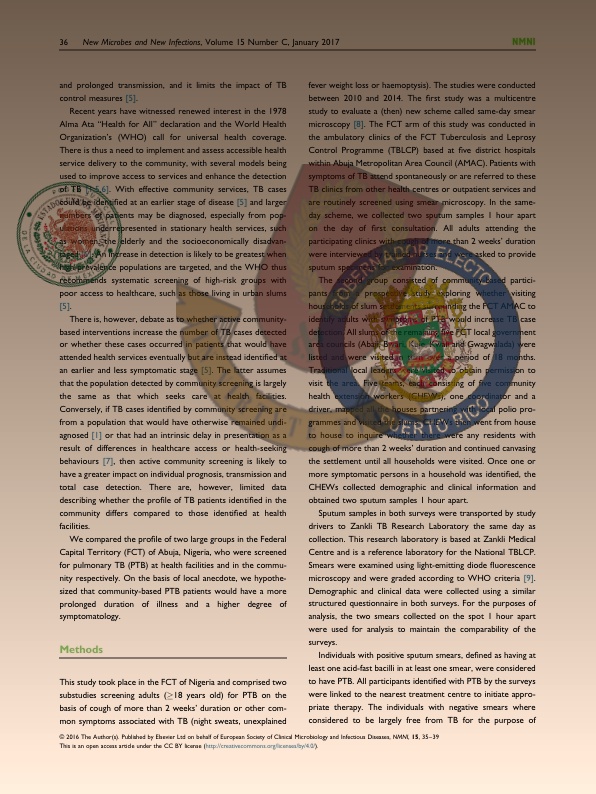 36 New Microbes and New Infections, Volume 15 Number C, January 2017 NMNI
and prolonged transmission, and it limits the impact of TB
control measures [5].
Recent years have witnessed renewed interest in the 1978
Alma Ata “Health for All” declaration and the World Health
Organization’s (WHO) call for universal health coverage.
There is thus a need to implement and assess accessible health
service delivery to the community, with several models being
used to improve access to services and enhance the detection
of TB [1,5,6]. With effective community services, TB cases
could be identified at an earlier stage of disease [5] and larger
numbers of patients may be diagnosed, especially from pop-
ulations underrepresented in stationary health services, such
as women, the elderly and the socioeconomically disadvan-
taged. An increase in detection is likely to be greatest when
high-prevalence populations are targeted, and the WHO thus
recommends systematic screening of high-risk groups with
poor access to healthcare, such as those living in urban slums
[5].
There is, however, debate as to whether active community-
based interventions increase the number of TB cases detected
or whether these cases occurred in patients that would have
attended health services eventually but are instead identified at
an earlier and less symptomatic stage [5]. The latter assumes
that the population detected by community screening is largely
the same as that which seeks care at health facilities.
Conversely, if TB cases identified by community screening are
from a population that would have otherwise remained undi-
agnosed [1] or that had an intrinsic delay in presentation as a
result of differences in healthcare access or health-seeking
behaviours [7], then active community screening is likely to
have a greater impact on individual prognosis, transmission and
total case detection. There are, however, limited data
describing whether the profile of TB patients identified in the
community differs compared to those identified at health
facilities.
We compared the profile of two large groups in the Federal
Capital Territory (FCT) of Abuja, Nigeria, who were screened
for pulmonary TB (PTB) at health facilities and in the commu-
nity respectively. On the basis of local anecdote, we hypothe-
sized that community-based PTB patients would have a more
prolonged duration of illness and a higher degree of
symptomatology.
Methods
This study took place in the FCT of Nigeria and comprised two
substudies screening adults (≥18 years old) for PTB on the
basis of cough of more than 2 weeks’ duration or other com-
mon symptoms associated with TB (night sweats, unexplained
fever weight loss or haemoptysis). The studies were conducted
between 2010 and 2014. The first study was a multicentre
study to evaluate a (then) new scheme called same-day smear
microscopy [8]. The FCT arm of this study was conducted in
the ambulatory clinics of the FCT Tuberculosis and Leprosy
Control Programme (TBLCP) based at five district hospitals
within Abuja Metropolitan Area Council (AMAC). Patients with
symptoms of TB attend spontaneously or are referred to these
TB clinics from other health centres or outpatient services and
are routinely screened using smear microscopy. In the same-
day scheme, we collected two sputum samples 1 hour apart
on the day of first consultation. All adults attending the
participating clinics with cough of more than 2 weeks’ duration
were interviewed by trained nurses and were asked to provide
sputum specimens for examination.
The second group consisted of community-based partici-
pants from a prospective study exploring whether visiting
households of slum settlements surrounding the FCT AMAC to
identify adults with symptoms of PTB would increase TB case
detection. All slums of the remaining five FCT local government
area councils (Abaji, Bwari, Kuje, Kwali and Gwagwalada) were
listed and were visited in turn over a period of 18 months.
Traditional local leaders were visited to obtain permission to
visit the area. Five teams, each consisting of five community
health extension workers (CHEWs), one coordinator and a
driver, mapped all the houses partnering with local polio pro-
grammes and visited the slums. CHEWs then went from house
to house to inquire whether there were any residents with
cough of more than 2 weeks’ duration and continued canvasing
the settlement until all households were visited. Once one or
more symptomatic persons in a household was identified, the
CHEWs collected demographic and clinical information and
obtained two sputum samples 1 hour apart.
Sputum samples in both surveys were transported by study
drivers to Zankli TB Research Laboratory the same day as
collection. This research laboratory is based at Zankli Medical
Centre and is a reference laboratory for the National TBLCP.
Smears were examined using light-emitting diode fluorescence
microscopy and were graded according to WHO criteria [9].
Demographic and clinical data were collected using a similar
structured questionnaire in both surveys. For the purposes of
analysis, the two smears collected on the spot 1 hour apart
were used for analysis to maintain the comparability of the
surveys.
Individuals with positive sputum smears, defined as having at
least one acid-fast bacilli in at least one smear, were considered
to have PTB. All participants identified with PTB by the surveys
were linked to the nearest treatment centre to initiate appro-
priate therapy. The individuals with negative smears where
considered to be largely free from TB for the purpose of
© 2016 The Author(s). Published by Elsevier Ltd on behalf of European Society of Clinical Microbiology and Infectious Diseases, NMNI, 15, 35–39
This is an open access article under the CC BY license (http://creativecommons.org/licenses/by/4.0/).